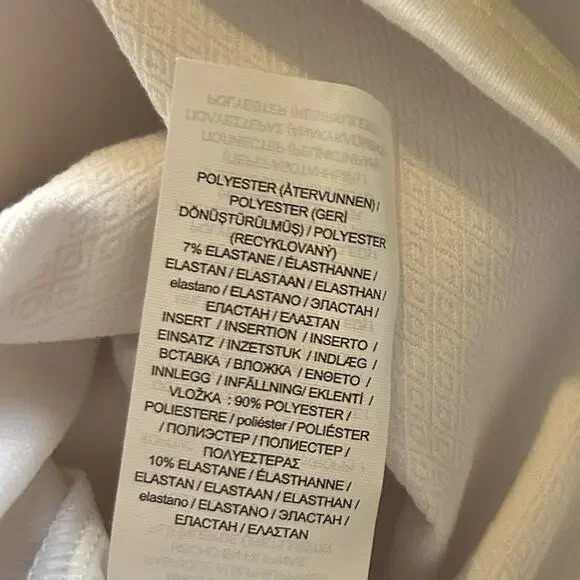 POLYESTER (ÅTERVUNNEN) /
POLYESTER (GERİ
DÖNÜŞTÜRÜLMÜŞ) / POLYESTER
(RECYKLOVANÝ)
7% ELASTANE / ÉLASTHANNE /
ELASTAN / ELASTAAN / ELASTHAN /
elastano / ELASTANO / ЭЛАСТАН /
ЕЛАСТАН / ΕΛΑΣΤΑΝ
INSERT / INSERTION / INSERTO /
EINSATZ / INZETSTUK / INDLÆG /
ВСТАВКА / ВЛОЖКА / ΕΝΘΕΤΟ /
INNLEGG / INFÄLLNING/ EKLENTİ /
VLOŽKA : 90% POLYESTER /
POLIESTERE / poliéster / POLIÉSTER
/ ПОЛИЭСТЕР / ПОЛИЕСТЕР /
ΠΟΛΥΕΣΤΕΡΑΣ
10% ELASTANE / ÉLASTHANNE /
ELASTAN / ELASTAAN / ELASTHAN /
elastano / ELASTANO / ЭЛАСТАН /
ЕЛАСТАН / ΕΛΑΣΤΑΝ